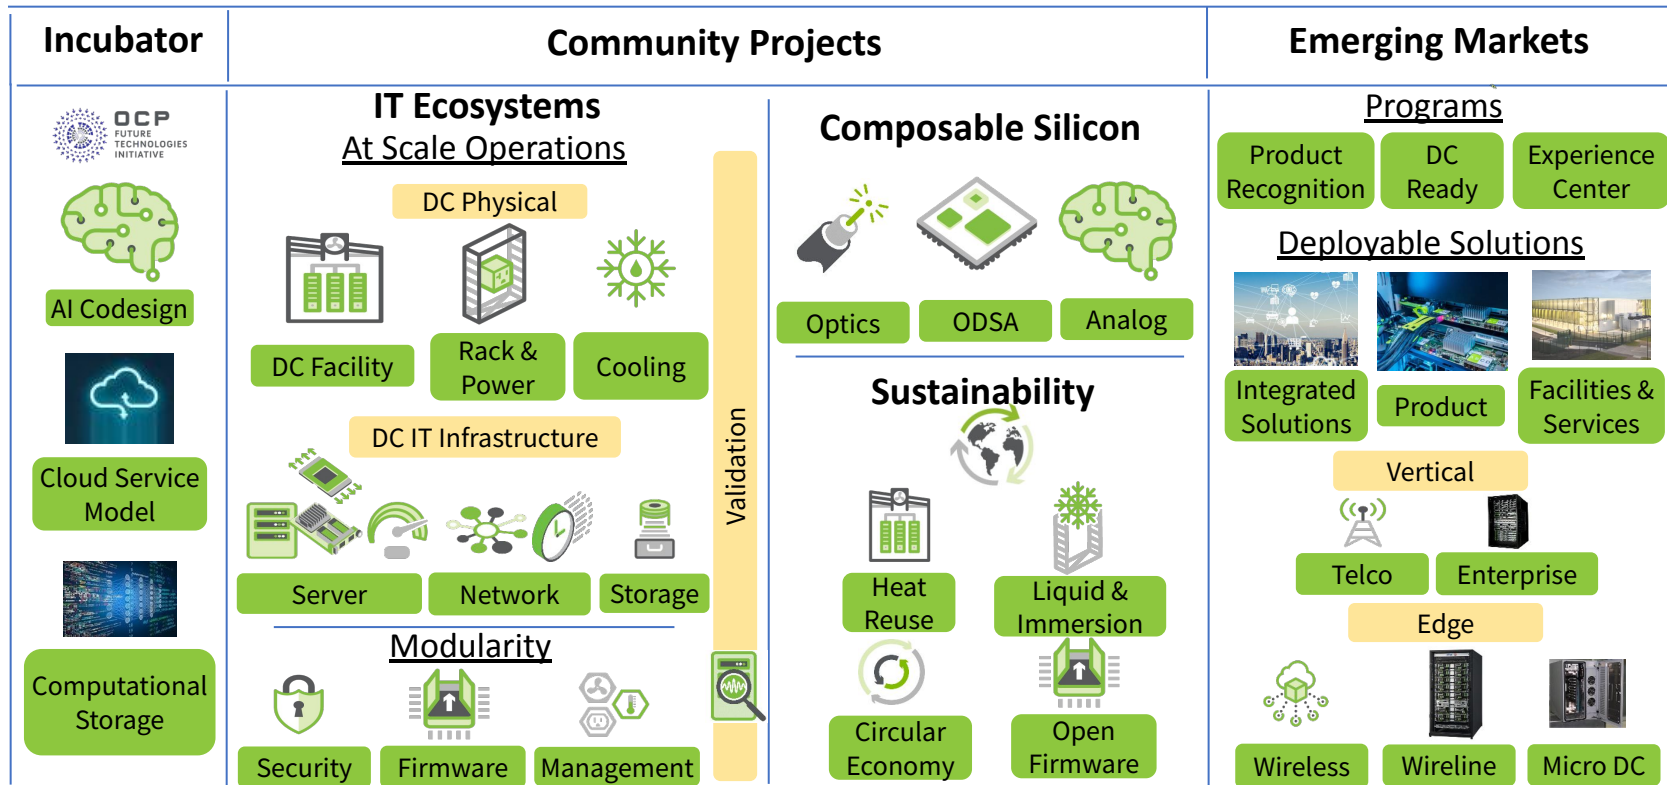 Incubator
Community Projects
Emerging Markets
OCP
FUTURE
TECHNOLOGIES
INITIATIVE
AI Codesign
Cloud Service
Model
Computational
Storage
IT Ecosystems
At Scale Operations
DC Physical
DC Facility
Rack &
Power
Cooling
DC IT Infrastructure
Server
Network
Storage
Modularity
Security
Firmware
Management
Validation
Composable Silicon
Optics
ODSA
Analog
Sustainability
Heat
Reuse
Liquid &
Immersion
Circular
Economy
Open
Firmware
Programs
Product
Recognition
DC
Ready
Experience
Center
Deployable Solutions
Integrated
Solutions
Product
Facilities &
Services
Vertical
Telco
Enterprise
Edge
Wireless
Wireline
Micro DC